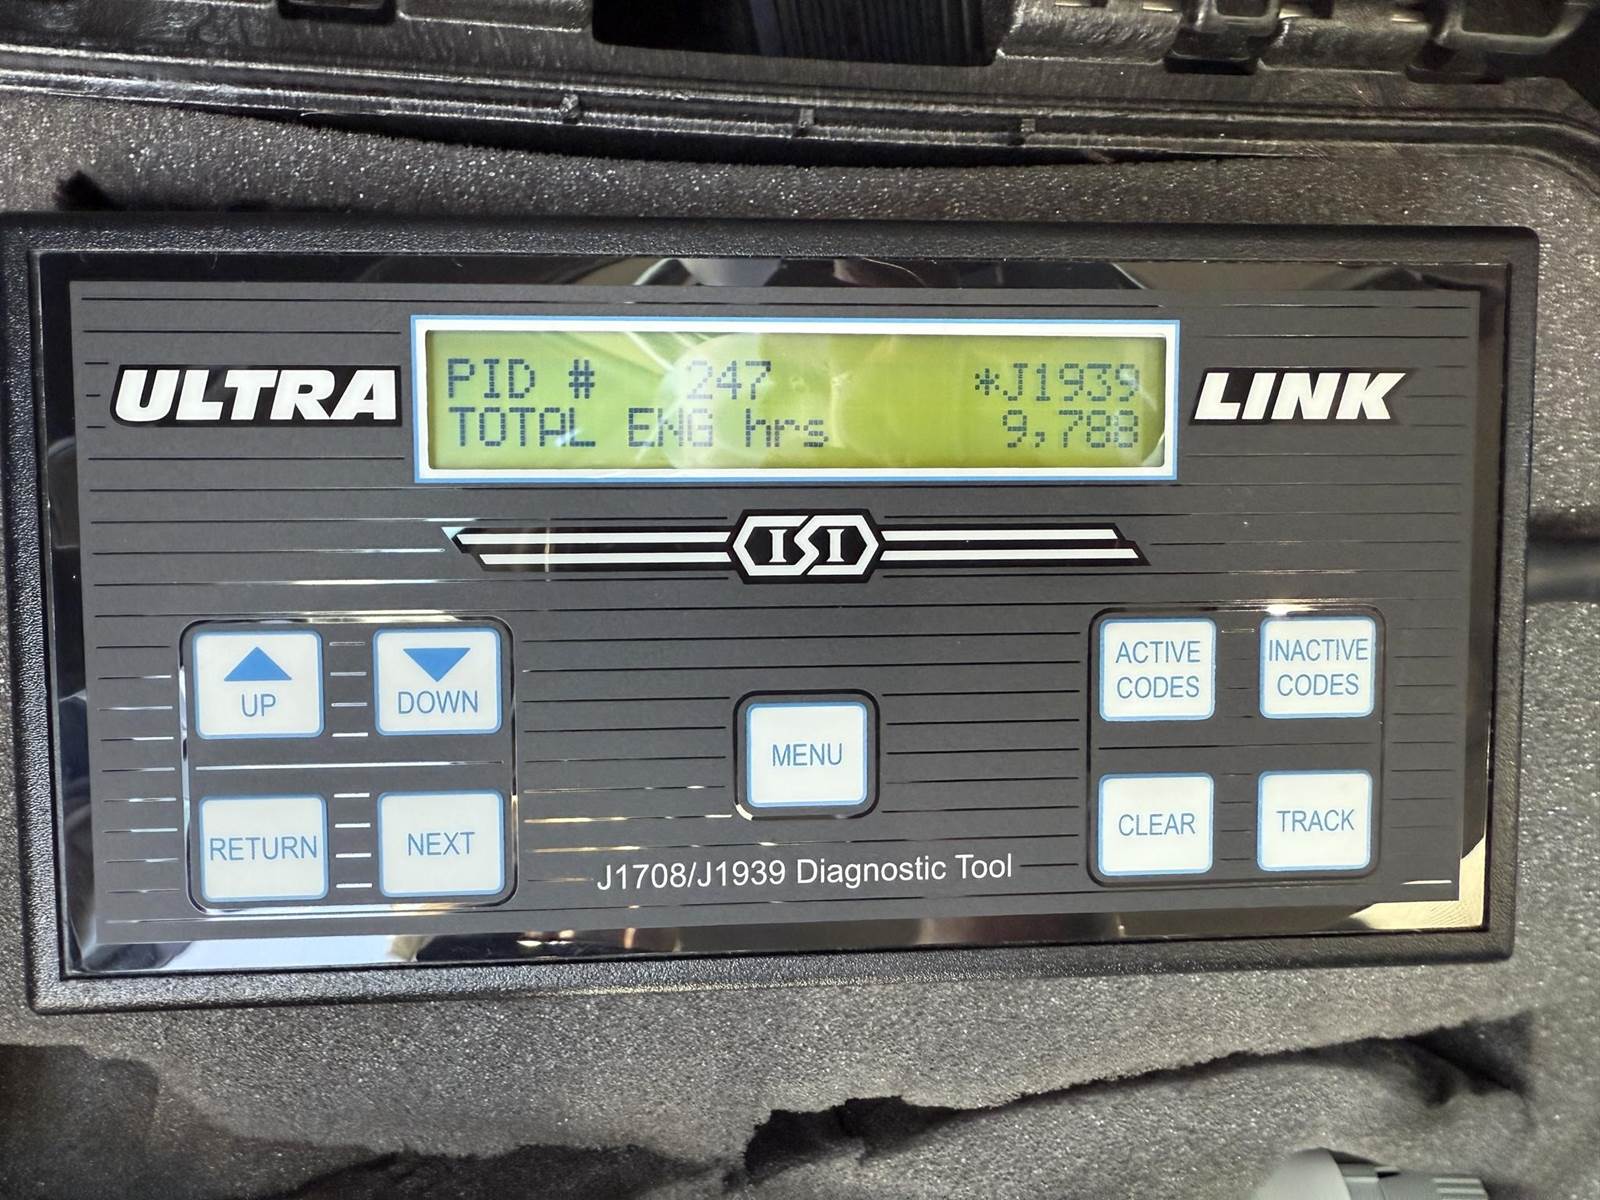 PID # 247 *J1939
TOTAL ENG hrs 9,788
ULTRA LINK
ISI
UP
DOWN
ACTIVE CODES
INACTIVE CODES
MENU
RETURN
NEXT
CLEAR
TRACK
J1708/J1939 Diagnostic Tool